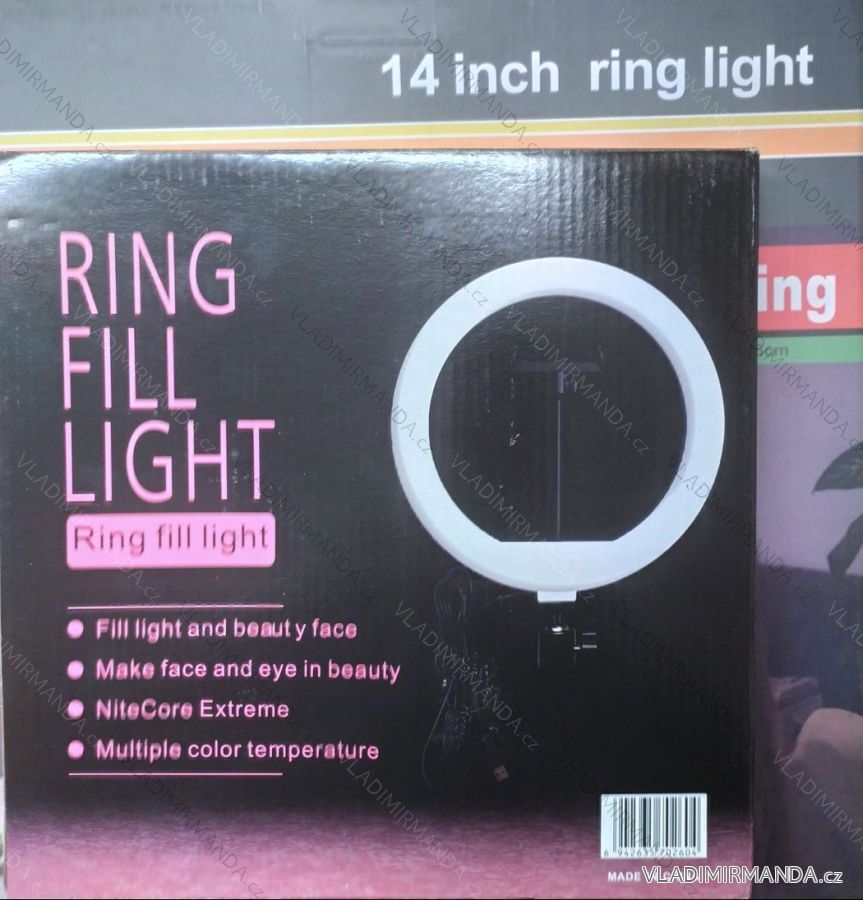 14 inch ring light
RING
FILL
LIGHT
Ring fill light
Fill light and beauty face
Make face and eye in beauty
NiteCore Extreme
Multiple color temperature
ing
MADE
VLADIMIRMANDA.cz